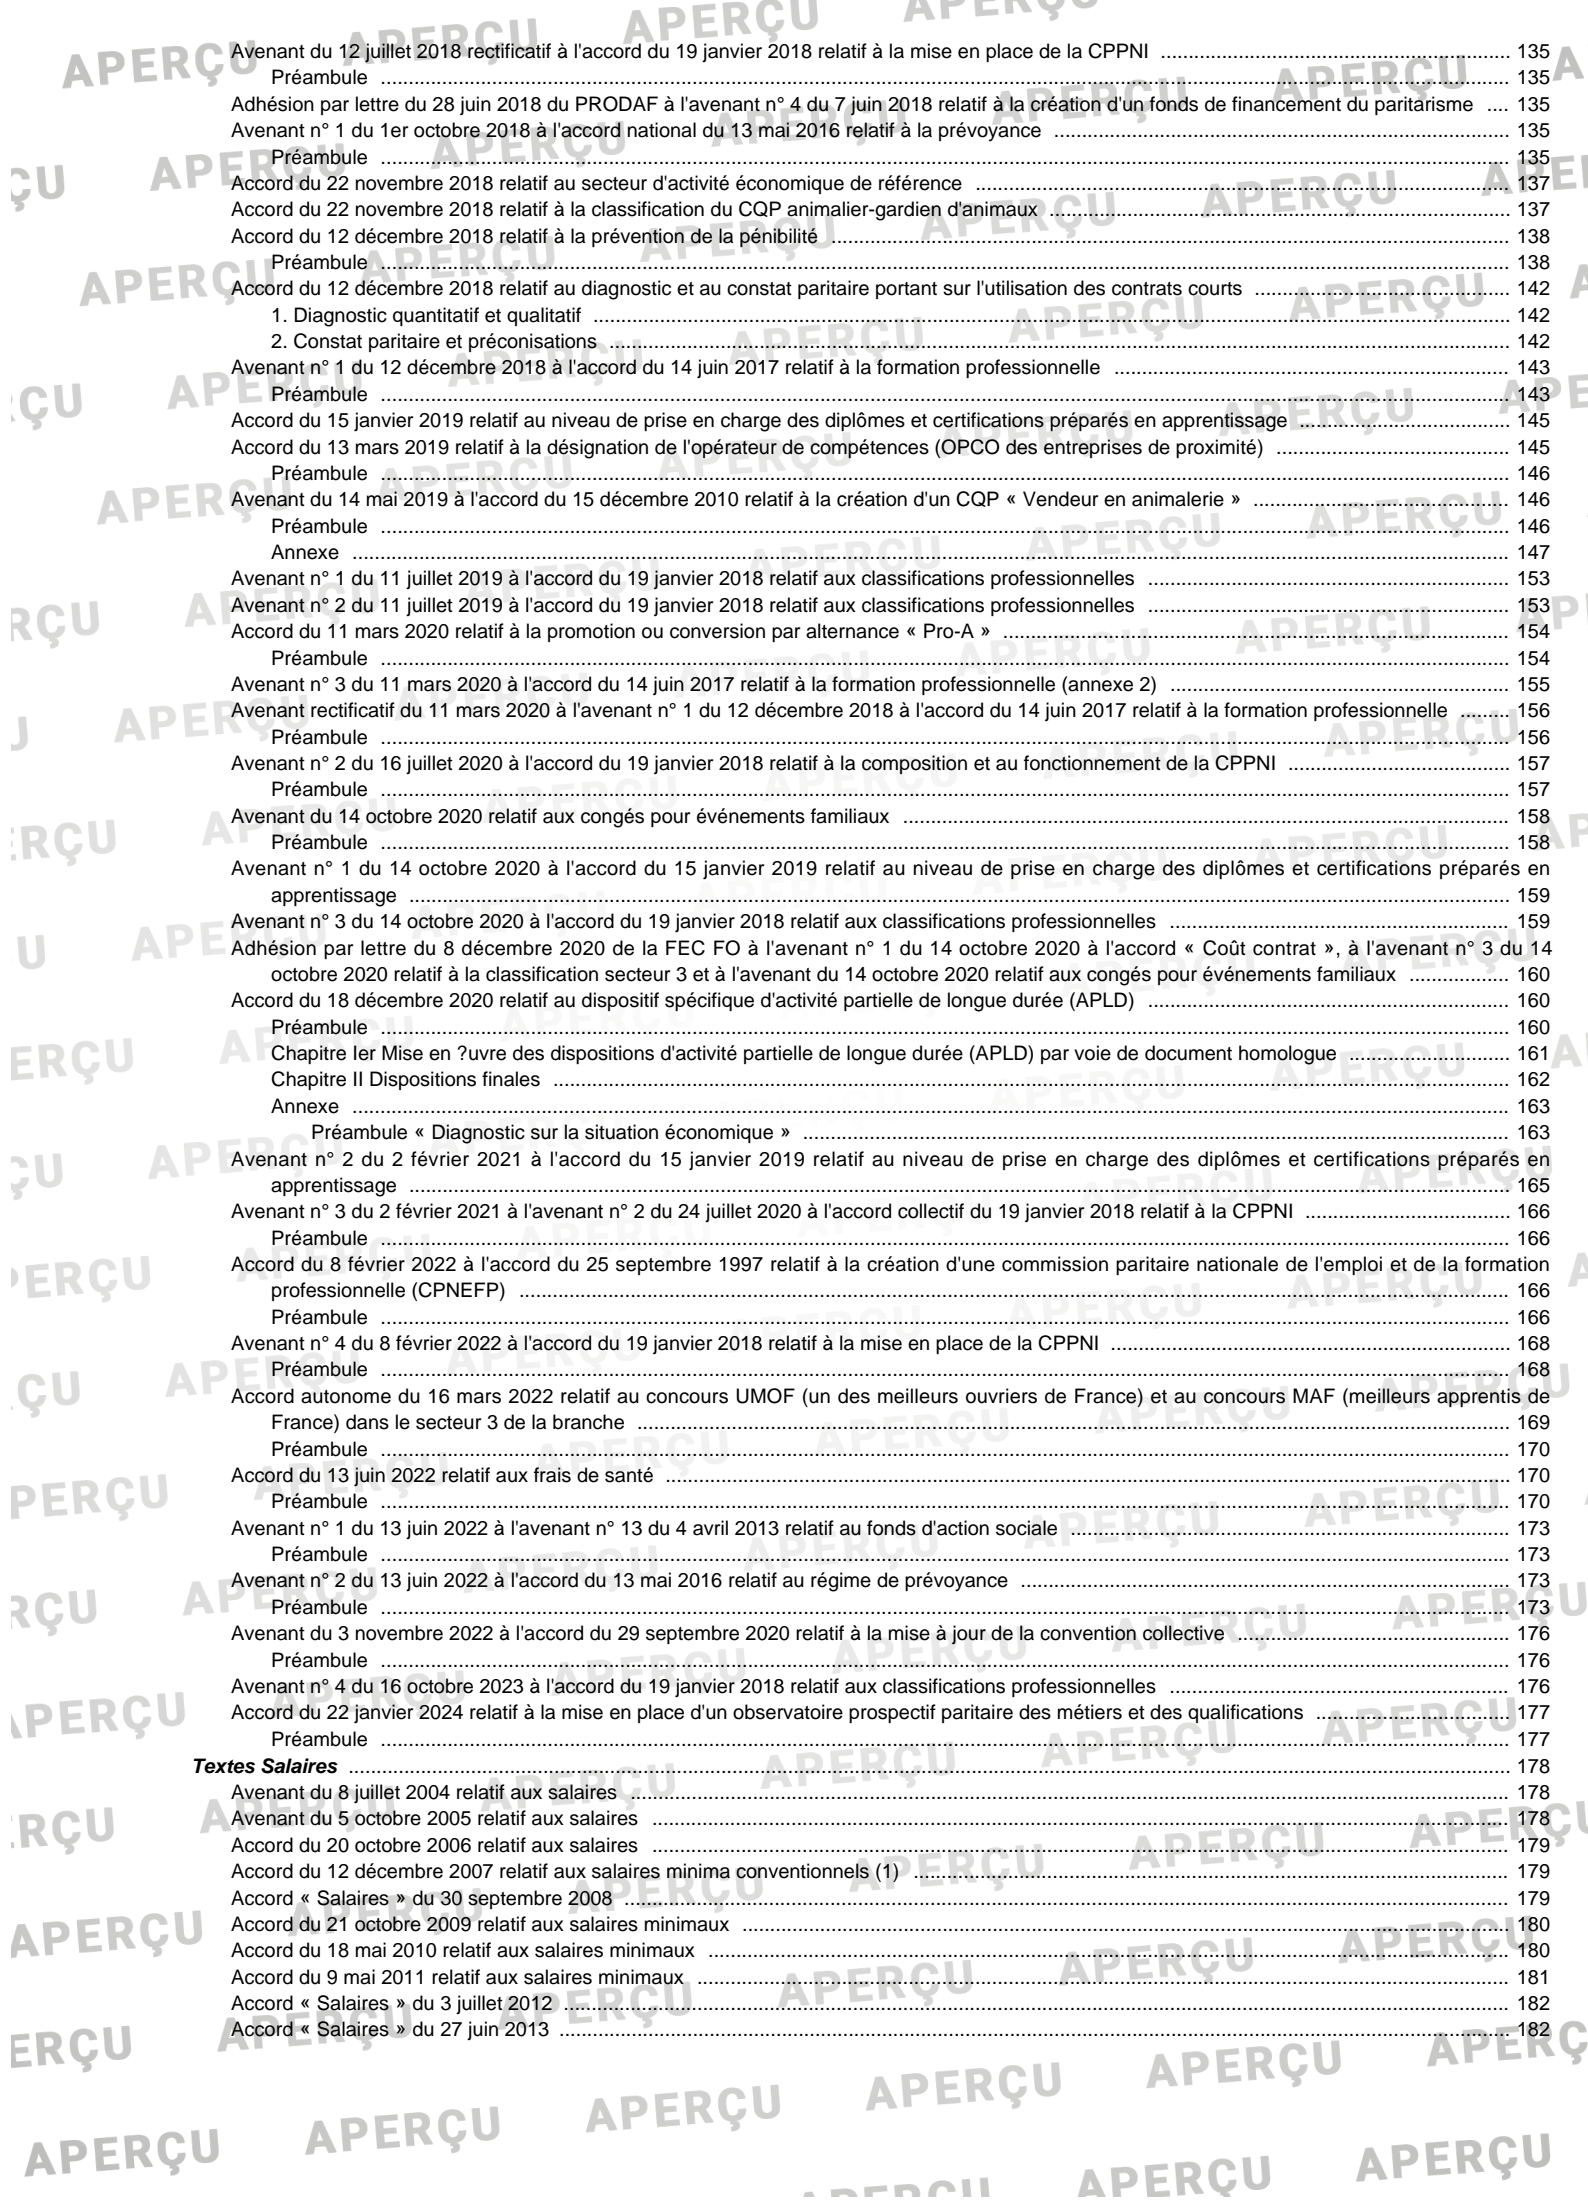 Avenant du 12 juillet 2018 rectificatif à l'accord du 19 janvier 2018 relatif à la mise en place de la CPPNI ... 135
Préambule ... 135
Adhésion par lettre du 28 juin 2018 du PRODAF à l'avenant n° 4 du 7 juin 2018 relatif à la création d'un fonds de financement du paritarisme .... 135
Avenant n° 1 du 1er octobre 2018 à l'accord national du 13 mai 2016 relatif à la prévoyance ... 135
Préambule ... 135
Accord du 22 novembre 2018 relatif au secteur d'activité économique de référence ... 137
Accord du 22 novembre 2018 relatif à la classification du CQP animalier-gardien d'animaux ... 137
Accord du 12 décembre 2018 relatif à la prévention de la pénibilité ... 138
Préambule ... 138
Accord du 12 décembre 2018 relatif au diagnostic et au constat paritaire portant sur l'utilisation des contrats courts ... 142
1. Diagnostic quantitatif et qualitatif ... 142
2. Constat paritaire et préconisations ... 142
Avenant n° 1 du 12 décembre 2018 à l'accord du 14 juin 2017 relatif à la formation professionnelle ... 143
Préambule ... 143
Accord du 15 janvier 2019 relatif au niveau de prise en charge des diplômes et certifications préparés en apprentissage ... 145
Accord du 13 mars 2019 relatif à la désignation de l'opérateur de compétences (OPCO des entreprises de proximité) ... 145
Préambule ... 146
Avenant du 14 mai 2019 à l'accord du 15 décembre 2010 relatif à la création d'un CQP « Vendeur en animalerie » ... 146
Préambule ... 146
Annexe ... 147
Avenant n° 1 du 11 juillet 2019 à l'accord du 19 janvier 2018 relatif aux classifications professionnelles ... 153
Avenant n° 2 du 11 juillet 2019 à l'accord du 19 janvier 2018 relatif aux classifications professionnelles ... 153
Accord du 11 mars 2020 relatif à la promotion ou conversion par alternance « Pro-A » ... 154
Préambule ... 154
Avenant n° 3 du 11 mars 2020 à l'accord du 14 juin 2017 relatif à la formation professionnelle (annexe 2) ... 155
Avenant rectificatif du 11 mars 2020 à l'avenant n° 1 du 12 décembre 2018 à l'accord du 14 juin 2017 relatif à la formation professionnelle ... 156
Préambule ... 156
Avenant n° 2 du 16 juillet 2020 à l'accord du 19 janvier 2018 relatif à la composition et au fonctionnement de la CPPNI ... 157
Préambule ... 157
Avenant du 14 octobre 2020 relatif aux congés pour événements familiaux ... 158
Préambule ... 158
Avenant n° 1 du 14 octobre 2020 à l'accord du 15 janvier 2019 relatif au niveau de prise en charge des diplômes et certifications préparés en
apprentissage ... 159
Avenant n° 3 du 14 octobre 2020 à l'accord du 19 janvier 2018 relatif aux classifications professionnelles ... 159
Adhésion par lettre du 8 décembre 2020 de la FEC FO à l'avenant n° 1 du 14 octobre 2020 à l'accord « Coût contrat », à l'avenant n° 3 du 14
octobre 2020 relatif à la classification secteur 3 et à l'avenant du 14 octobre 2020 relatif aux congés pour événements familiaux ... 160
Accord du 18 décembre 2020 relatif au dispositif spécifique d'activité partielle de longue durée (APLD) ... 160
Préambule ... 160
Chapitre Ier Mise en ?uvre des dispositions d'activité partielle de longue durée (APLD) par voie de document homologue ... 161
Chapitre II Dispositions finales ... 162
Annexe ... 163
Préambule « Diagnostic sur la situation économique » ... 163
Avenant n° 2 du 2 février 2021 à l'accord du 15 janvier 2019 relatif au niveau de prise en charge des diplômes et certifications préparés en
apprentissage ... 165
Avenant n° 3 du 2 février 2021 à l'avenant n° 2 du 24 juillet 2020 à l'accord collectif du 19 janvier 2018 relatif à la CPPNI ... 166
Préambule ... 166
Accord du 8 février 2022 à l'accord du 25 septembre 1997 relatif à la création d'une commission paritaire nationale de l'emploi et de la formation
professionnelle (CPNEFP) ... 166
Préambule ... 166
Avenant n° 4 du 8 février 2022 à l'accord du 19 janvier 2018 relatif à la mise en place de la CPPNI ... 168
Préambule ... 168
Accord autonome du 16 mars 2022 relatif au concours UMOF (un des meilleurs ouvriers de France) et au concours MAF (meilleurs apprentis de
France) dans le secteur 3 de la branche ... 169
Préambule ... 170
Accord du 13 juin 2022 relatif aux frais de santé ... 170
Préambule ... 170
Avenant n° 1 du 13 juin 2022 à l'avenant n° 13 du 4 avril 2013 relatif au fonds d'action sociale ... 173
Préambule ... 173
Avenant n° 2 du 13 juin 2022 à l'accord du 13 mai 2016 relatif au régime de prévoyance ... 173
Préambule ... 173
Avenant du 3 novembre 2022 à l'accord du 29 septembre 2020 relatif à la mise à jour de la convention collective ... 176
Préambule ... 176
Avenant n° 4 du 16 octobre 2023 à l'accord du 19 janvier 2018 relatif aux classifications professionnelles ... 176
Accord du 22 janvier 2024 relatif à la mise en place d'un observatoire prospectif paritaire des métiers et des qualifications ... 177
Préambule ... 177
Textes Salaires ... 178
Avenant du 8 juillet 2004 relatif aux salaires ... 178
Avenant du 5 octobre 2005 relatif aux salaires ... 178
Accord du 20 octobre 2006 relatif aux salaires ... 179
Accord du 12 décembre 2007 relatif aux salaires minima conventionnels (1) ... 179
Accord « Salaires » du 30 septembre 2008 ... 179
Accord du 21 octobre 2009 relatif aux salaires minimaux ... 180
Accord du 18 mai 2010 relatif aux salaires minimaux ... 180
Accord du 9 mai 2011 relatif aux salaires minimaux ... 181
Accord « Salaires » du 3 juillet 2012 ... 182
Accord « Salaires » du 27 juin 2013 ... 182
APERÇU